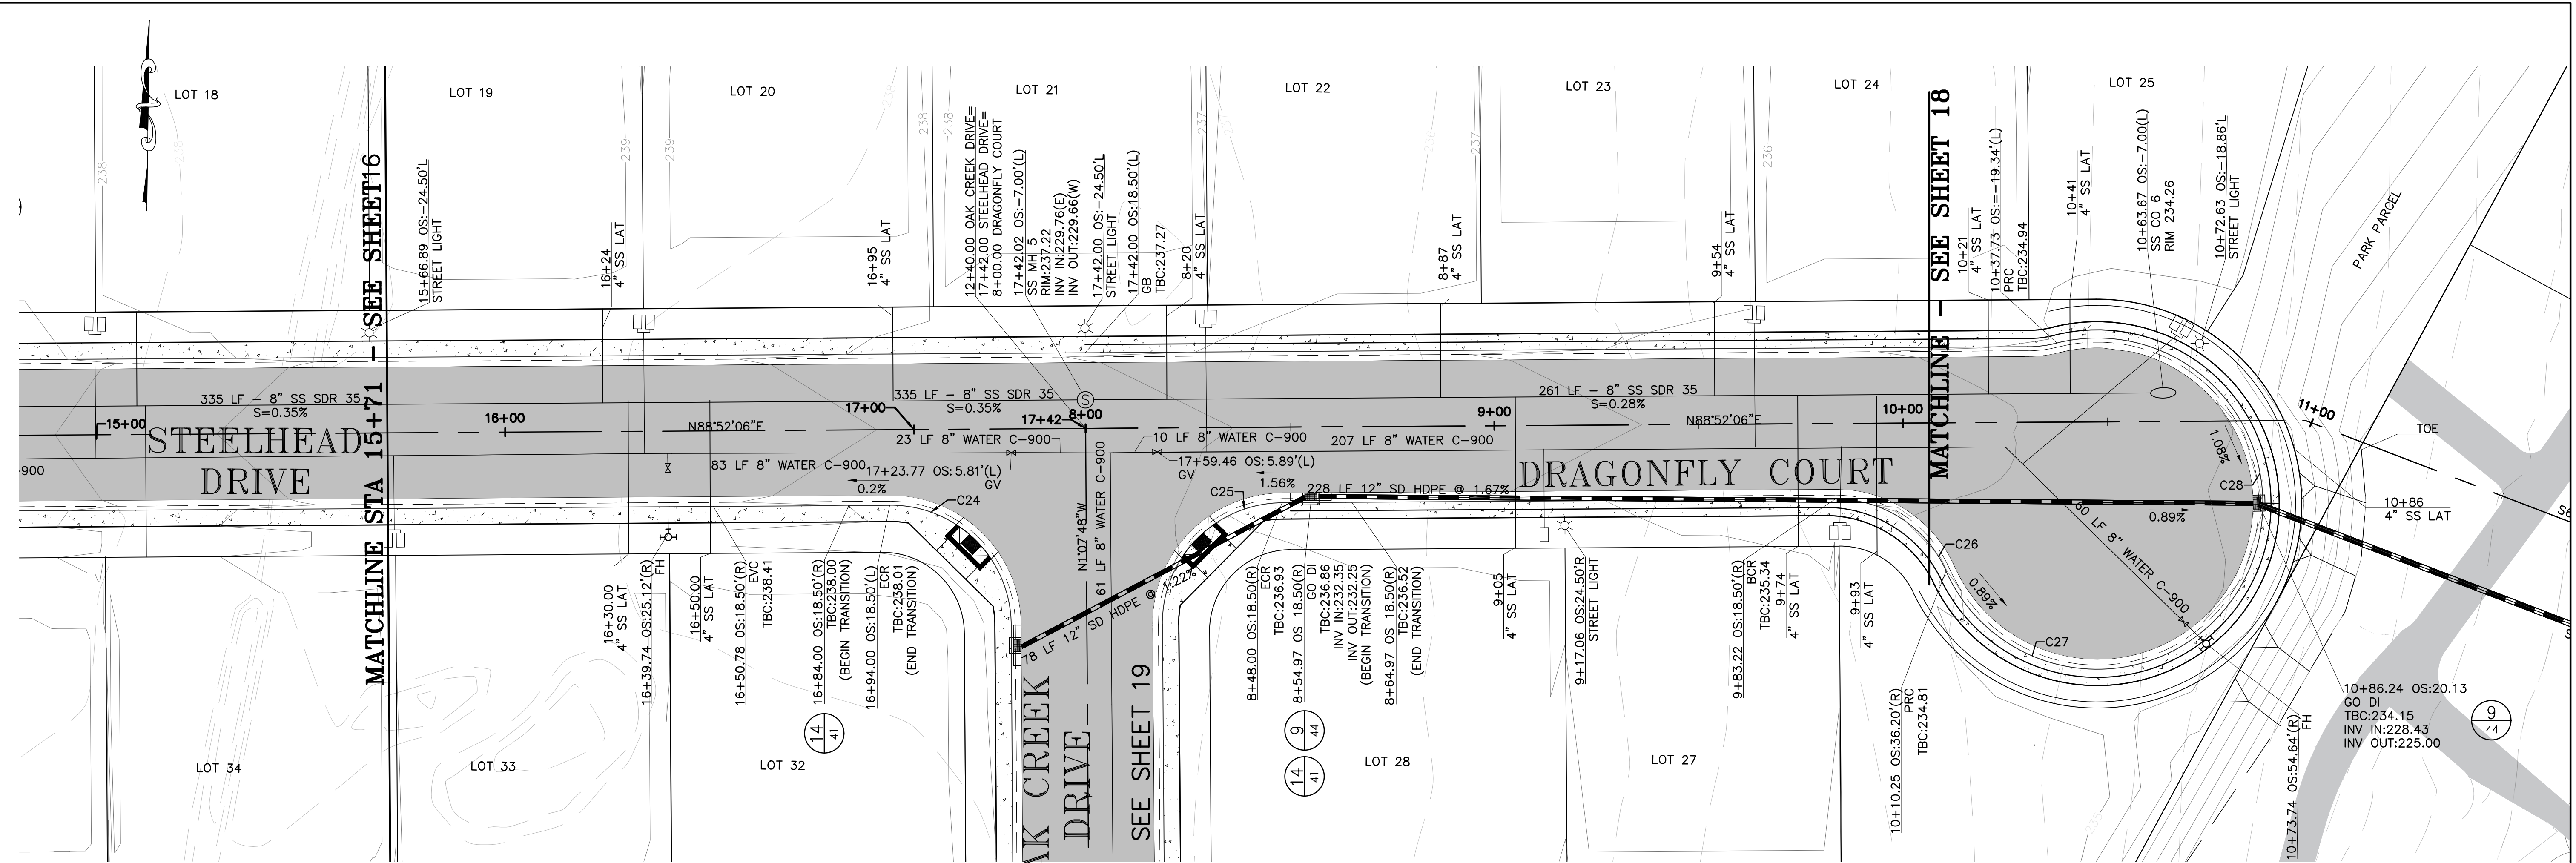 LOT 18
LOT 19
LOT 20
LOT 21
LOT 22
LOT 23
LOT 24
LOT 25
238
238
239
239
238
238
238
237
237
236
MATCHLINE STA 15+71 - SEE SHEET16
15+66.89 OS:-24.50'L
STREET LIGHT
16+24
4" SS LAT
16+95
4" SS LAT
12+40.00 OAK CREEK DRIVE=
17+42.00 STEELHEAD DRIVE=
8+00.00 DRAGONFLY COURT
17+42.02 OS:-7.00'(L)
SS MH 5
RIM:237.22
INV IN:229.76(E)
INV OUT:229.66(W)
17+42.00 OS:-24.50'L
STREET LIGHT
17+42.00 OS:18.50'(L)
GB
TBC:237.27
8+20
4" SS LAT
8+87
4" SS LAT
9+54
4" SS LAT
MATCHLINE - SEE SHEET 18
10+21
4" SS LAT
10+37.73 OS:=-19.34'(L)
PRC
TBC:234.94
10+41
4" SS LAT
10+63.67 OS:-7.00(L)
SS CO 6
RIM 234.26
10+72.63 OS:-18.86'L
STREET LIGHT
PARK PARCEL
335 LF - 8" SS SDR 35
S=0.35%
335 LF - 8" SS SDR 35
S=0.35%
261 LF - 8" SS SDR 35
S=0.28%
15+00
16+00
17+00
17+42
8+00
9+00
10+00
11+00
N88°52'06"E
N88°52'06"E
STEELHEAD
DRIVE
-900
23 LF 8" WATER C-900
10 LF 8" WATER C-900
207 LF 8" WATER C-900
83 LF 8" WATER C-900
17+23.77 OS:5.81'(L)
GV
17+59.46 OS:5.89'(L)
GV
0.2%
1.56%
DRAGONFLY COURT
1.08%
TOE
C24
C25
C28
228 LF 12" SD HDPE @ 1.67%
0.89%
10+86
4" SS LAT
N1°07'48"W
61 LF 8" WATER C-900
60 LF 8" WATER C-900
C26
0.89%
C27
78 LF 12" SD HDPE @ 1.22%
16+30.00
4" SS LAT
16+39.74 OS:25.12'(R)
FH
16+50.00
4" SS LAT
16+50.78 OS:18.50'(R)
EVC
TBC:238.41
16+84.00 OS:18.50'(R)
TBC:238.00
(BEGIN TRANSITION)
16+94.00 OS:18.50'(L)
ECR
TBC:238.01
(END TRANSITION)
8+48.00 OS:18.50(R)
ECR
TBC:236.93
8+54.97 OS 18.50(R)
GO DI
TBC:236.86
INV IN:232.35
INV OUT:232.25
(BEGIN TRANSITION)
8+64.97 OS 18.50(R)
TBC:236.52
(END TRANSITION)
9+05
4" SS LAT
9+17.06 OS:24.50'R
STREET LIGHT
9+83.22 OS:18.50'(R)
BCR
TBC:235.34
9+74
4" SS LAT
9+93
4" SS LAT
10+10.25 OS:36.20'(R)
PRC
TBC:234.81
10+73.74 OS:54.64'(R)
FH
10+86.24 OS:20.13
GO DI
TBC:234.15
INV IN:228.43
INV OUT:225.00
9
44
14
41
9
44
14
41
LOT 34
LOT 33
LOT 32
LOT 28
LOT 27
AK CREEK
DRIVE
SEE SHEET 19